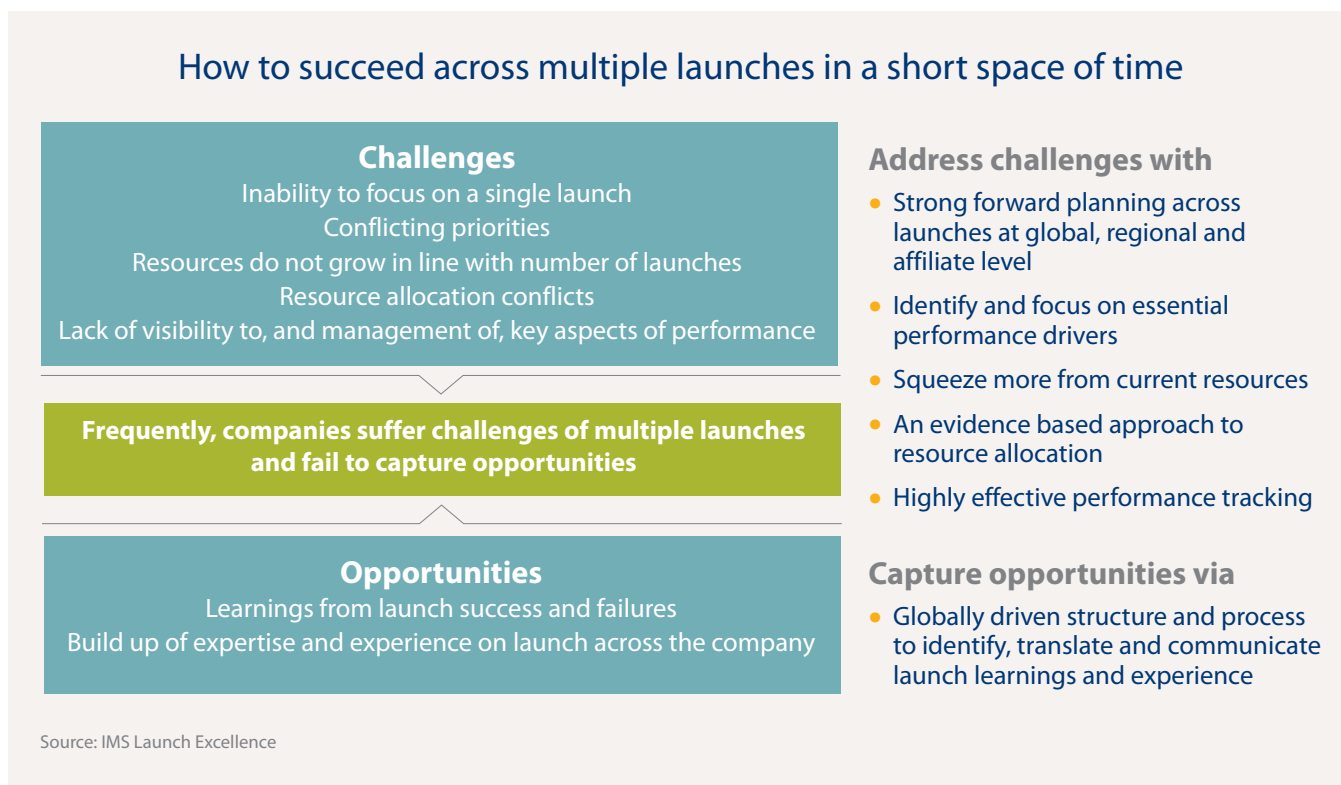 How to succeed across multiple launches in a short space of time
Challenges
Inability to focus on a single launch
Conflicting priorities
Resources do not grow in line with number of launches
Resource allocation conflicts
Lack of visibility to, and management of, key aspects of performance
Frequently, companies suffer challenges of multiple launches
and fail to capture opportunities
Opportunities
Learnings from launch success and failures
Build up of expertise and experience on launch across the company
Address challenges with
• Strong forward planning across
launches at global, regional and
affiliate level
• Identify and focus on essential
performance drivers
• Squeeze more from current resources
• An evidence based approach to
resource allocation
• Highly effective performance tracking
Capture opportunities via
• Globally driven structure and process
to identify, translate and communicate
launch learnings and experience
Source: IMS Launch Excellence